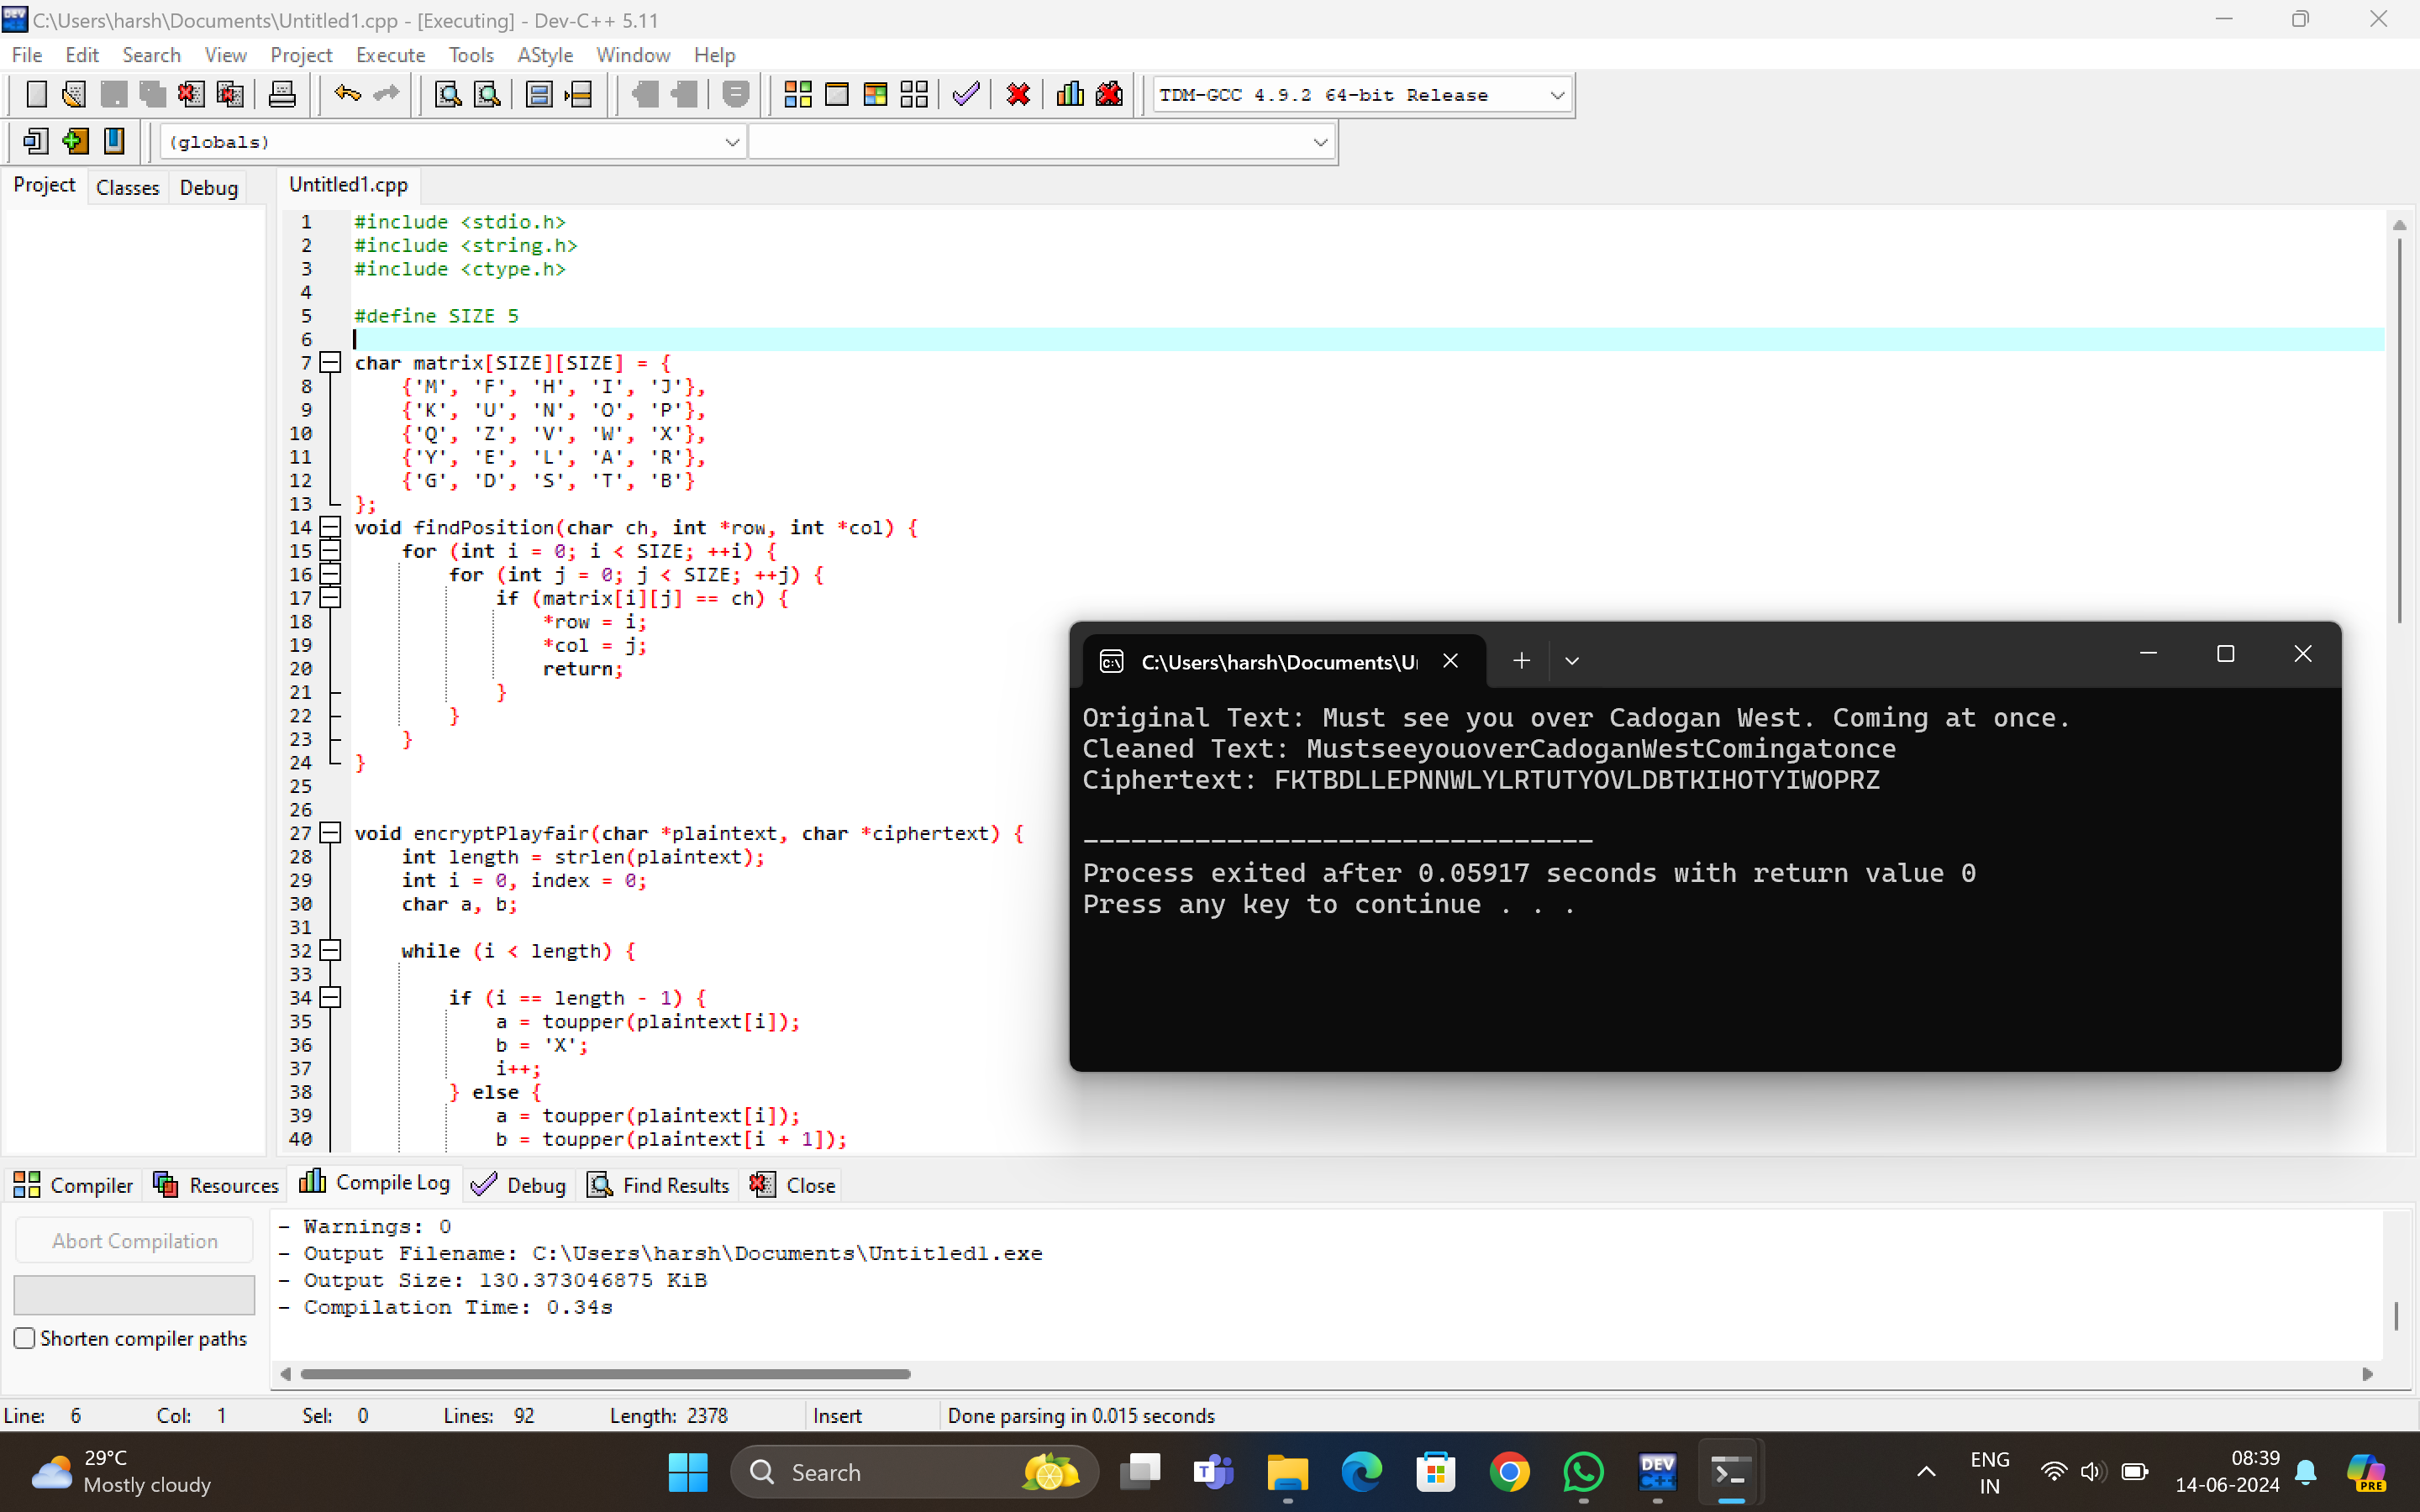 C:\Users\harsh\Documents\Untitled1.cpp - [Executing] - Dev-C++ 5.11
File Edit Search View Project Execute Tools AStyle Window Help
TDM-GCC 4.9.2 64-bit Release
(globals)
Project Classes Debug Untitled1.cpp
1 #include <stdio.h>
2 #include <string.h>
3 #include <ctype.h>
4
5 #define SIZE 5
6
7 char matrix[SIZE][SIZE] = {
8 {'M', 'F', 'H', 'I', 'J'},
9 {'K', 'U', 'N', 'O', 'P'},
10 {'Q', 'Z', 'V', 'W', 'X'},
11 {'Y', 'E', 'L', 'A', 'R'},
12 {'G', 'D', 'S', 'T', 'B'}
13 };
14 void findPosition(char ch, int *row, int *col) {
15 for (int i = 0; i < SIZE; ++i) {
16 for (int j = 0; j < SIZE; ++j) {
17 if (matrix[i][j] == ch) {
18 *row = i;
19 *col = j;
20 return;
21 }
22 }
23 }
24 }
25
26
27 void encryptPlayfair(char *plaintext, char *ciphertext) {
28 int length = strlen(plaintext);
29 int i = 0, index = 0;
30 char a, b;
31
32 while (i < length) {
33
34 if (i == length - 1) {
35 a = toupper(plaintext[i]);
36 b = 'X';
37 i++;
38 } else {
39 a = toupper(plaintext[i]);
40 b = toupper(plaintext[i + 1]);
C:\Users\harsh\Documents\U
Original Text: Must see you over Cadogan West. Coming at once.
Cleaned Text: MustseeyouoverCadoganWestComingatonce
Ciphertext: FKTBDLLEPNNWLYLRTUTYOVLDBTKIHOTYIWOPRZ
--------------------------------
Process exited after 0.05917 seconds with return value 0
Press any key to continue . . .
Compiler Resources Compile Log Debug Find Results Close
Abort Compilation
Shorten compiler paths
- Warnings: 0
- Output Filename: C:\Users\harsh\Documents\Untitled1.exe
- Output Size: 130.373046875 KiB
- Compilation Time: 0.34s
Line: 6 Col: 1 Sel: 0 Lines: 92 Length: 2378 Insert Done parsing in 0.015 seconds
29°C
Mostly cloudy
Search
DEV
C++
ENG
IN
08:39
14-06-2024
PRE